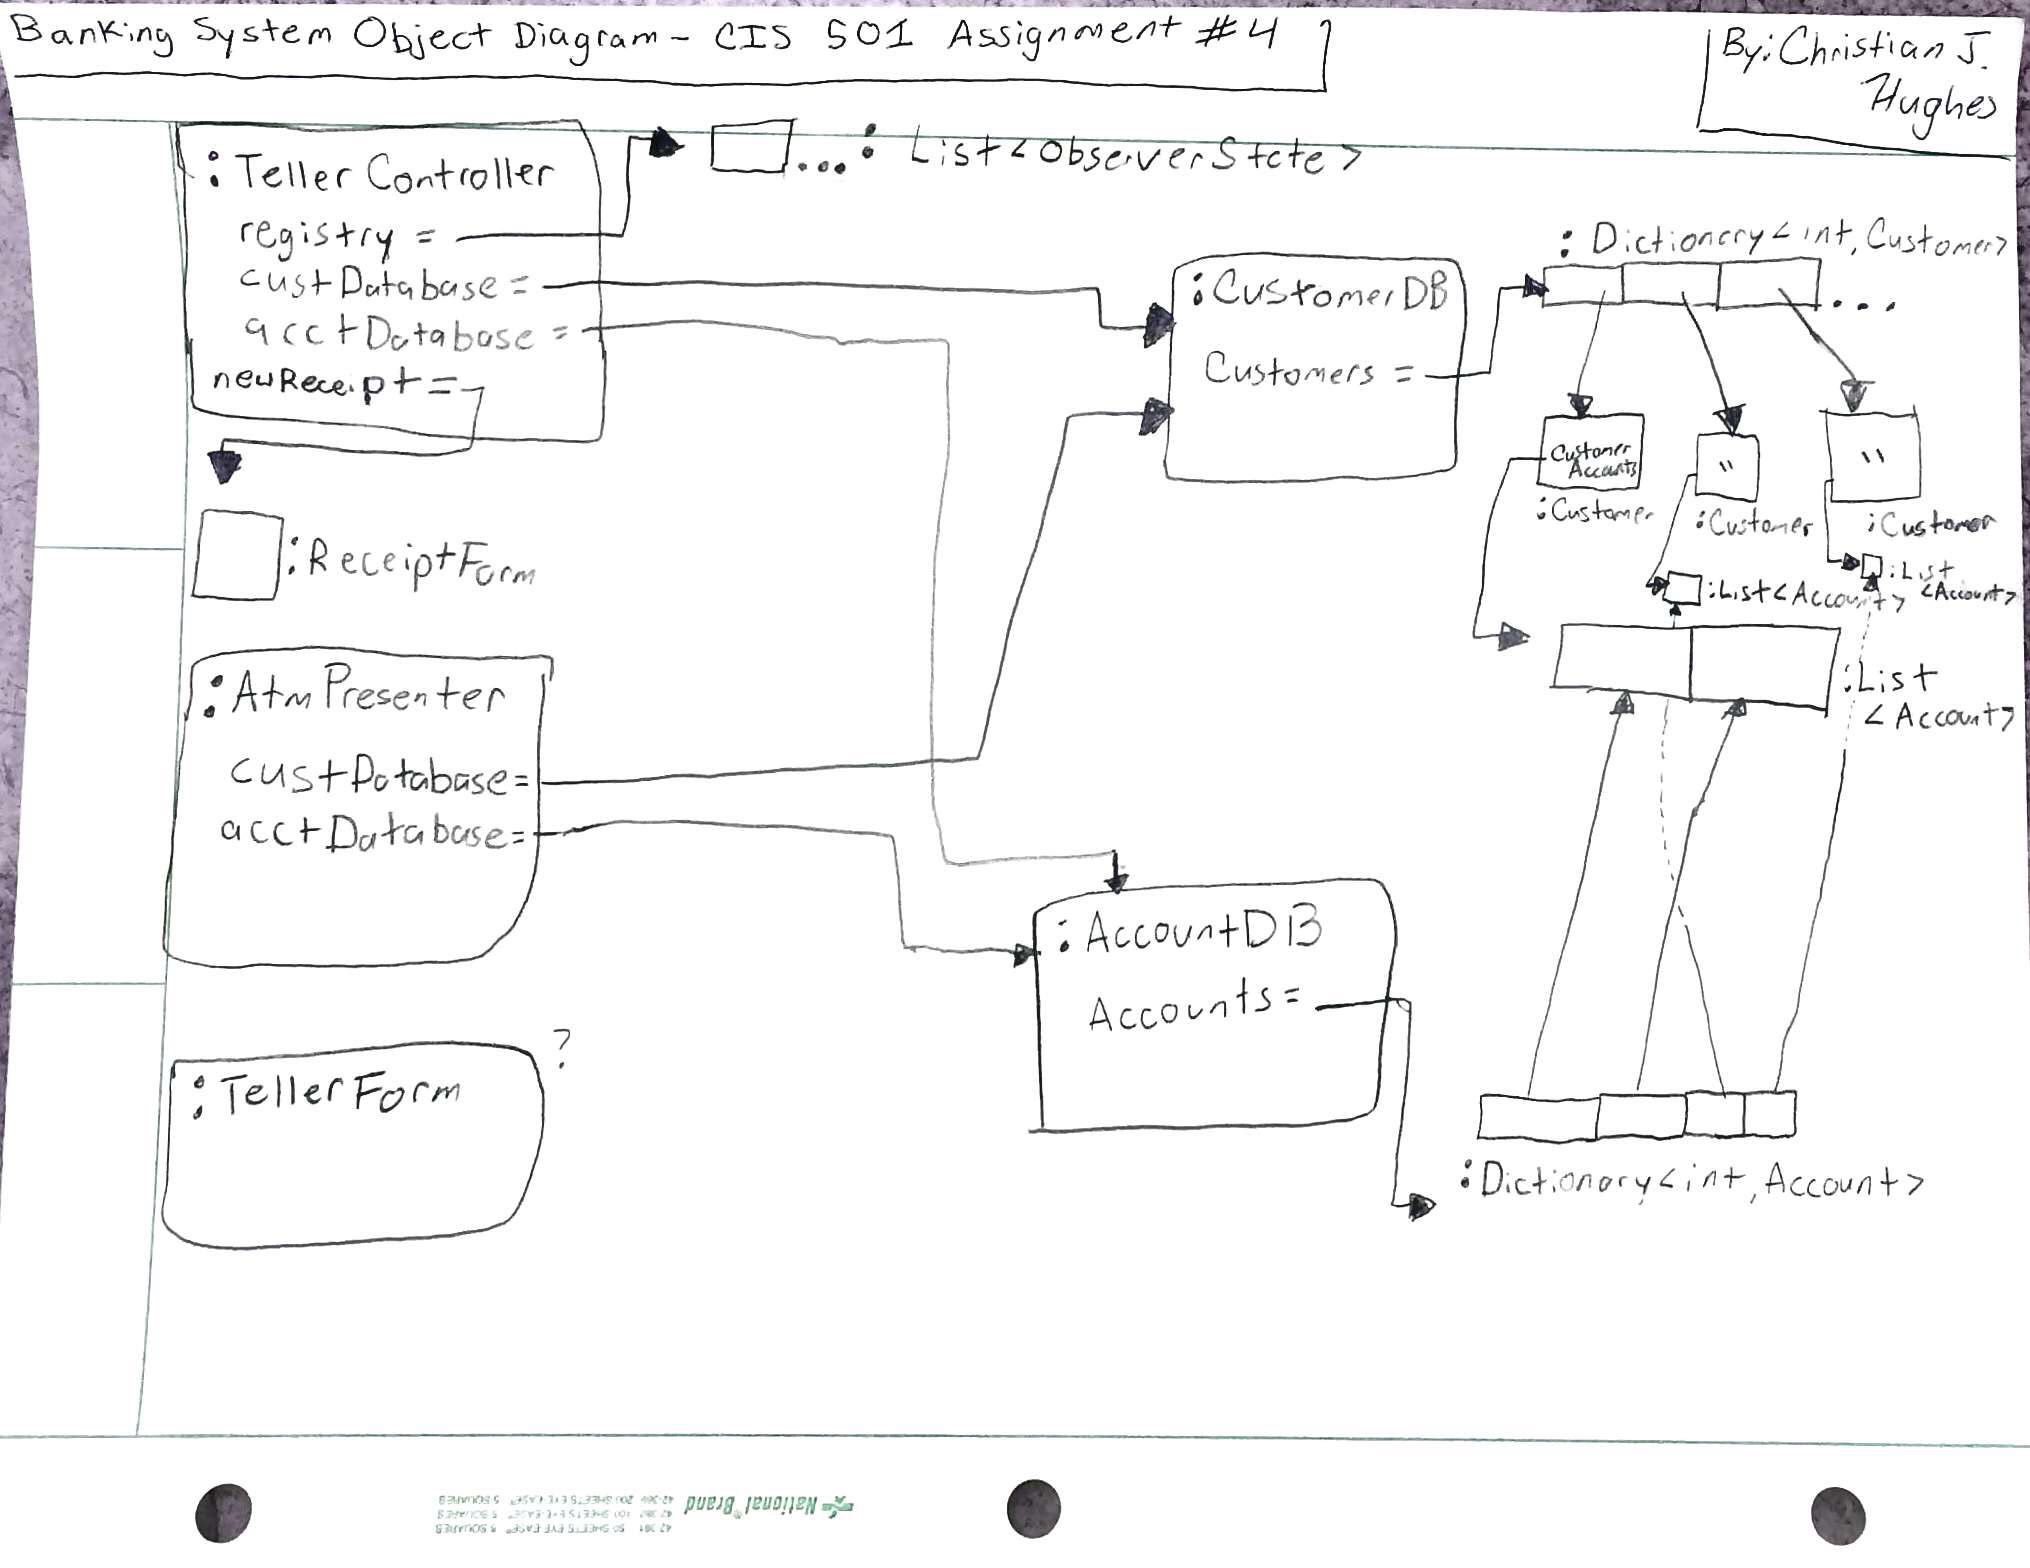 Banking System Object Diagram - CIS 501 Assignment #4
By: Christian J.
Hughes
: Teller Controller
registry =
custDatabase =
acctDatabase =
newReceipt =
... : List<ObserverState>
: ReceiptForm
: AtmPresenter
custDatabase =
acctDatabase =
: TellerForm
?
: CustomerDB
Customers =
: Dictionary<int, Customer>
...
Customer
Accounts
"
"
: Customer
: Customer
: Customer
: List<Account>
: List
<Account>
: List
<Account>
: AccountDB
Accounts =
: Dictionary<int, Account>
National® Brand